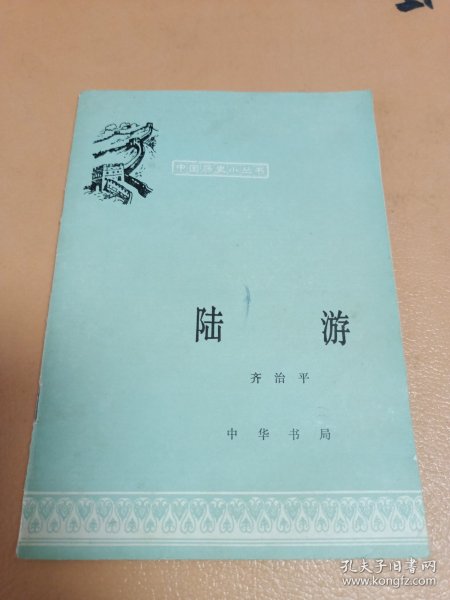 中国历史小丛书
陆游
齐治平
中华书局
孔夫子旧书网
www.kongfz.com